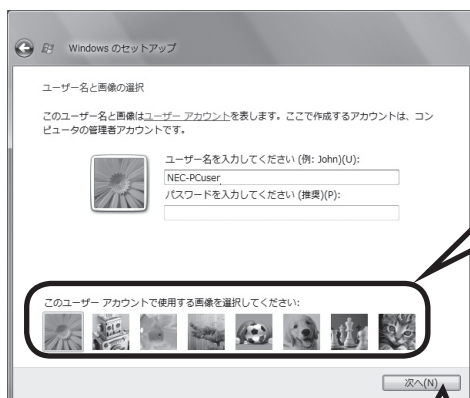 Windows のセットアップ
ユーザー名と画像の選択
このユーザー名と画像はユーザー アカウントを表します。ここで作成するアカウントは、コン
ピュータの管理者アカウントです。
ユーザー名を入力してください (例: John)(U):
NEC-PCuser
パスワードを入力してください (推奨)(P):
このユーザー アカウントで使用する画像を選択してください:
次へ(N)